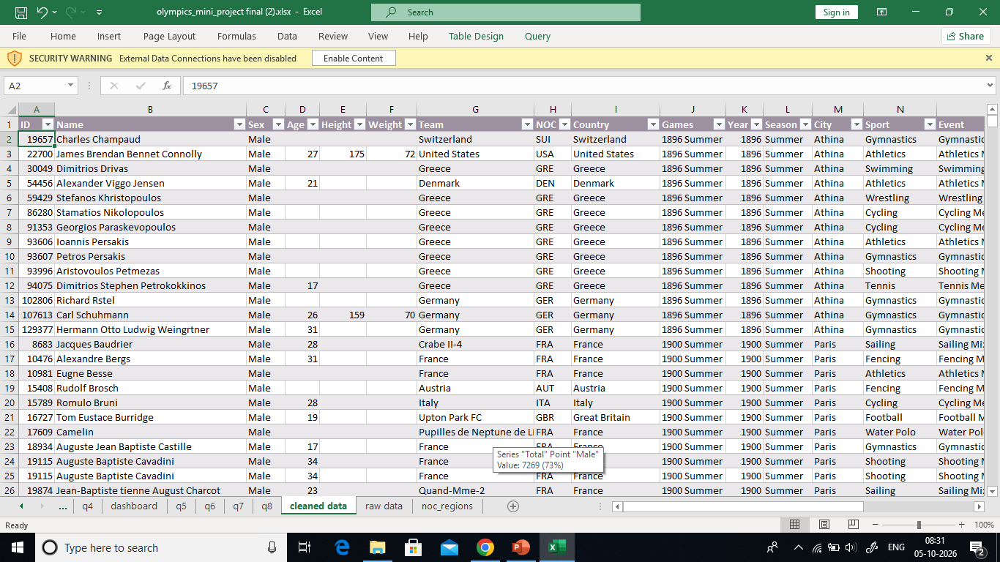 olympics_mini_project final (2).xlsx - Excel
Search
Sign in
File Home Insert Page Layout Formulas Data Review View Help Table Design Query Share
SECURITY WARNING External Data Connections have been disabled Enable Content
A2 fx 19657
A B C D E F G H I J K L M N
1 ID Name Sex Age Height Weight Team NOC Country Games Year Season City Sport Event
2 19657 Charles Champaud Male Switzerland SUI Switzerland 1896 Summer 1896 Summer Athina Gymnastics Gymnastic
3 22700 James Brendan Bennet Connolly Male 27 175 72 United States USA United States 1896 Summer 1896 Summer Athina Athletics Athletics M
4 30049 Dimitrios Drivas Male Greece GRE Greece 1896 Summer 1896 Summer Athina Swimming Swimming
5 54456 Alexander Viggo Jensen Male 21 Denmark DEN Denmark 1896 Summer 1896 Summer Athina Athletics Athletics M
6 59429 Stefanos Khristopoulos Male Greece GRE Greece 1896 Summer 1896 Summer Athina Wrestling Wrestling
7 86280 Stamatios Nikolopoulos Male Greece GRE Greece 1896 Summer 1896 Summer Athina Cycling Cycling Me
8 91353 Georgios Paraskevopoulos Male Greece GRE Greece 1896 Summer 1896 Summer Athina Cycling Cycling Me
9 93606 Ioannis Persakis Male Greece GRE Greece 1896 Summer 1896 Summer Athina Athletics Athletics M
10 93607 Petros Persakis Male Greece GRE Greece 1896 Summer 1896 Summer Athina Gymnastics Gymnastic
11 93996 Aristovoulos Petmezas Male Greece GRE Greece 1896 Summer 1896 Summer Athina Shooting Shooting M
12 94075 Dimitrios Stephen Petrokokkinos Male 17 Greece GRE Greece 1896 Summer 1896 Summer Athina Tennis Tennis Me
13 102806 Richard Rstel Male Germany GER Germany 1896 Summer 1896 Summer Athina Gymnastics Gymnastic
14 107613 Carl Schuhmann Male 26 159 70 Germany GER Germany 1896 Summer 1896 Summer Athina Gymnastics Gymnastic
15 129377 Hermann Otto Ludwig Weingrtner Male 31 Germany GER Germany 1896 Summer 1896 Summer Athina Gymnastics Gymnastic
16 8683 Jacques Baudrier Male 28 Crabe II-4 FRA France 1900 Summer 1900 Summer Paris Sailing Sailing Mix
17 10476 Alexandre Bergs Male 31 France FRA France 1900 Summer 1900 Summer Paris Fencing Fencing M
18 10981 Eugne Besse Male France FRA France 1900 Summer 1900 Summer Paris Athletics Athletics M
19 15408 Rudolf Brosch Male Austria AUT Austria 1900 Summer 1900 Summer Paris Fencing Fencing M
20 15789 Romulo Bruni Male 28 Italy ITA Italy 1900 Summer 1900 Summer Paris Cycling Cycling Me
21 16727 Tom Eustace Burridge Male 19 Upton Park FC GBR Great Britain 1900 Summer 1900 Summer Paris Football Football M
22 17609 Camelin Male Pupilles de Neptune de Li FRA France 1900 Summer 1900 Summer Paris Water Polo Water Pol
23 18934 Auguste Jean Baptiste Castille Male 17 France FRA France 1900 Summer 1900 Summer Paris Gymnastics Gymnastic
24 19115 Auguste Baptiste Cavadini Male 34 France FRA France 1900 Summer 1900 Summer Paris Shooting Shooting M
25 19115 Auguste Baptiste Cavadini Male 34 France FRA France 1900 Summer 1900 Summer Paris Shooting Shooting M
26 19874 Jean-Baptiste tienne August Charcot Male 23 Quand-Mme-2 FRA France 1900 Summer 1900 Summer Paris Sailing Sailing Mix
Series "Total" Point "Male"
Value: 7269 (73%)
... q4 dashboard q5 q6 q7 q8 cleaned data raw data noc_regions
Ready 100%
Type here to search ENG 08:31
05-10-2026 2